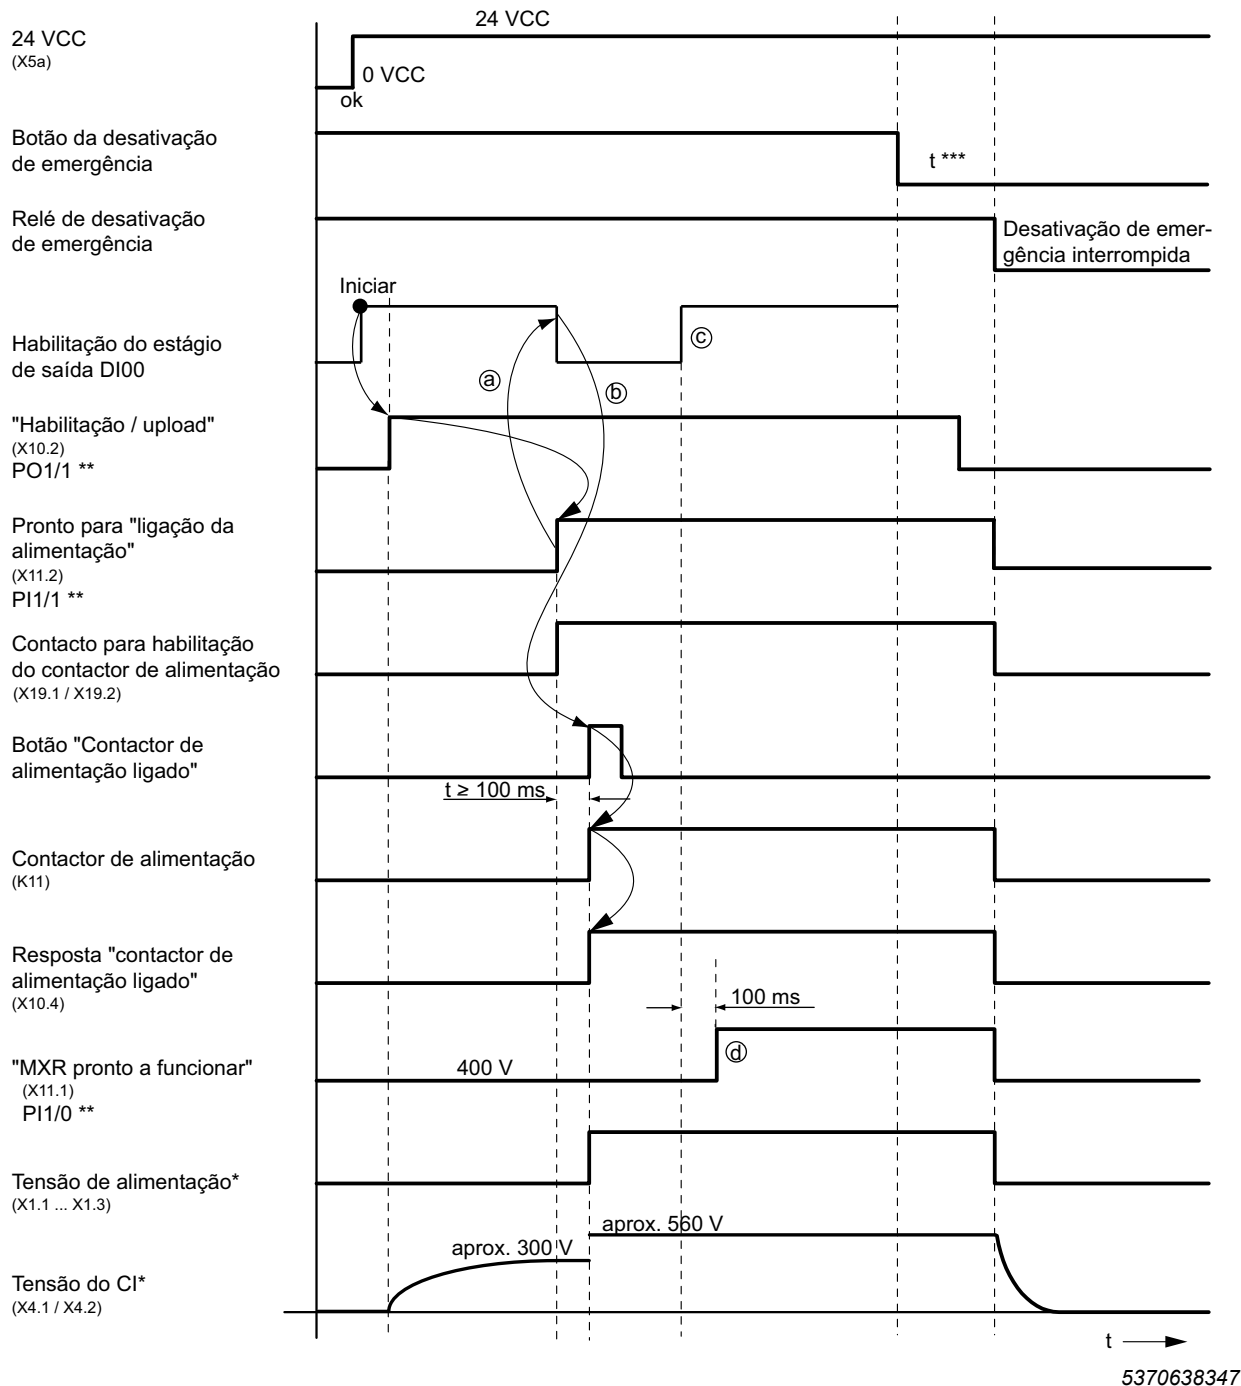 24 VCC
24 VCC
(X5a)
0 VCC
ok
Botão da desativação
de emergência
t ***
Relé de desativação
de emergência
Desativação de emer-
gência interrompida
Iniciar
Habilitação do estágio
de saída DI00
a
b
c
"Habilitação / upload"
(X10.2)
PO1/1 **
Pronto para "ligação da
alimentação"
(X11.2)
PI1/1 **
Contacto para habilitação
do contactor de alimentação
(X19.1 / X19.2)
Botão "Contactor de
alimentação ligado"
t ≥ 100 ms
Contactor de alimentação
(K11)
Resposta "contactor de
alimentação ligado"
(X10.4)
100 ms
"MXR pronto a funcionar"
(X11.1)
PI1/0 **
400 V
d
Tensão de alimentação*
(X1.1 ... X1.3)
aprox. 560 V
aprox. 300 V
Tensão do CI*
(X4.1 / X4.2)
t
5370638347